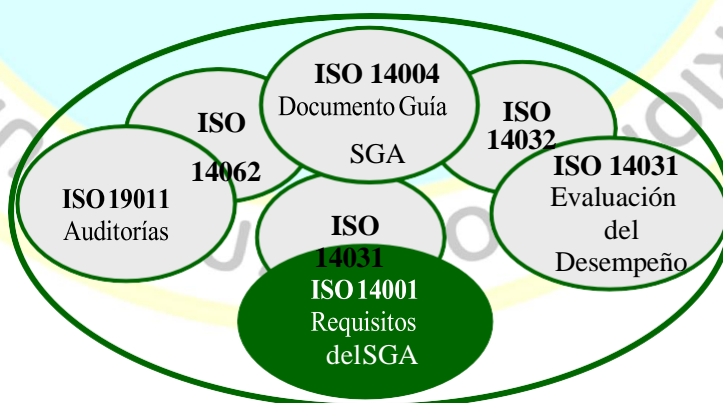 ISO 14004
Documento Guía
SGA
ISO
14062
ISO
14032
ISO 19011
Auditorías
ISO 14031
Evaluación
del
Desempeño
ISO
14031
ISO 14001
Requisitos
delSGA